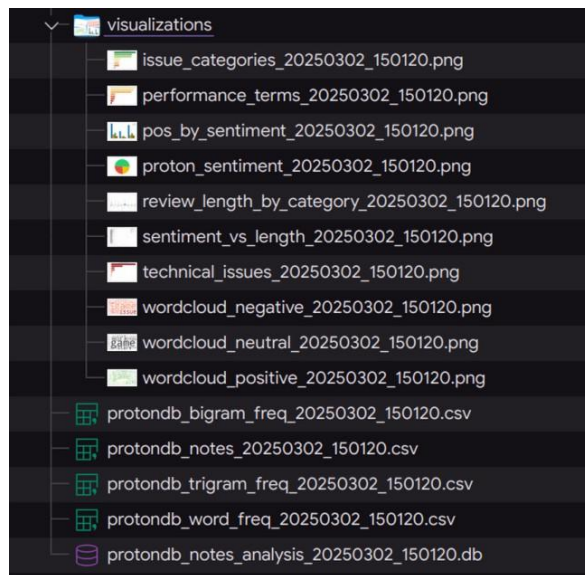 visualizations
issue_categories_20250302_150120.png
performance_terms_20250302_150120.png
pos_by_sentiment_20250302_150120.png
proton_sentiment_20250302_150120.png
review_length_by_category_20250302_150120.png
sentiment_vs_length_20250302_150120.png
technical_issues_20250302_150120.png
wordcloud_negative_20250302_150120.png
game wordcloud_neutral_20250302_150120.png
wordcloud_positive_20250302_150120.png
protondb_bigram_freq_20250302_150120.csv
protondb_notes_20250302_150120.csv
protondb_trigram_freq_20250302_150120.csv
protondb_word_freq_20250302_150120.csv
protondb_notes_analysis_20250302_150120.db